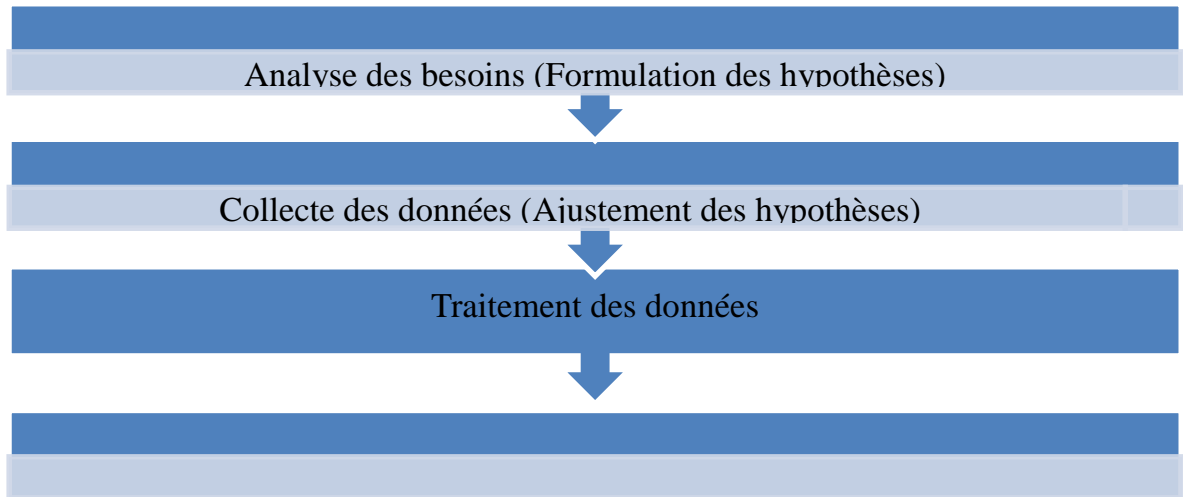 Analyse des besoins (Formulation des hypothèses)
Collecte des données (Ajustement des hypothèses)
Traitement des données